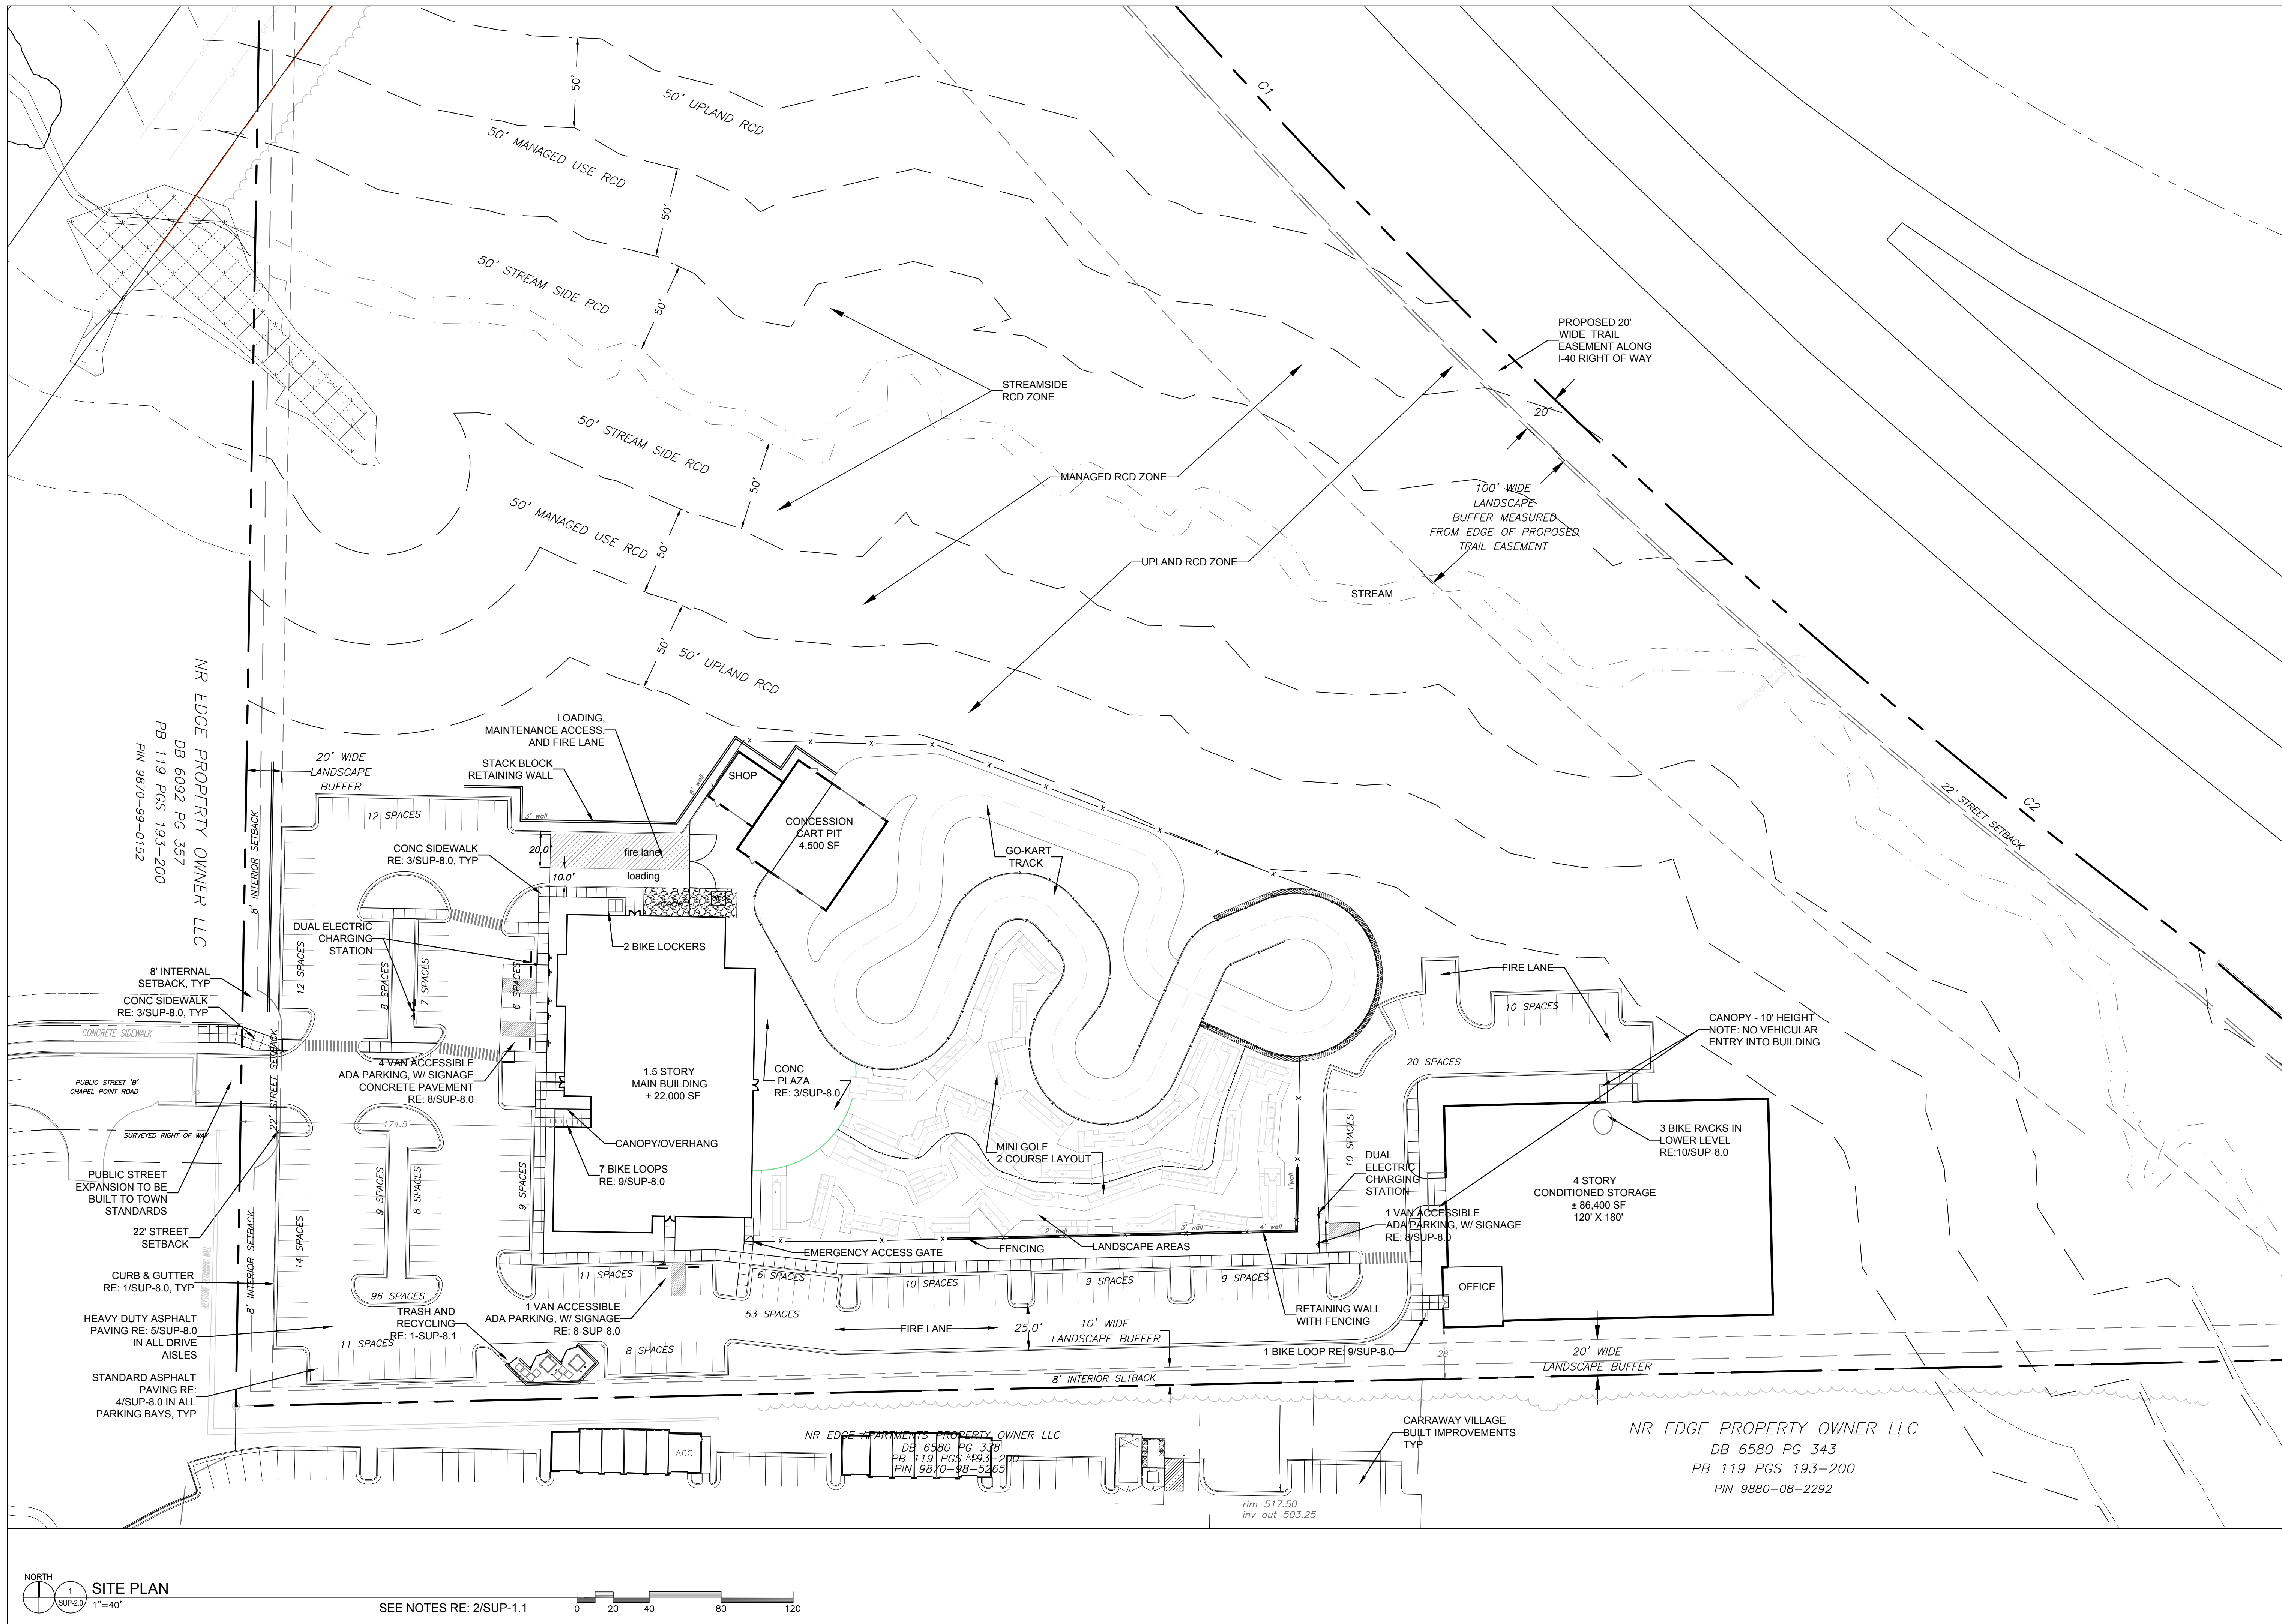 50'
50' UPLAND RCD
50' MANAGED USE RCD
50'
50' STREAM SIDE RCD
50'
C1
PROPOSED 20'
WIDE TRAIL
EASEMENT ALONG
I-40 RIGHT OF WAY
20'
STREAMSIDE
RCD ZONE
50' STREAM SIDE RCD
50'
MANAGED RCD ZONE
100' WIDE
LANDSCAPE
BUFFER MEASURED
FROM EDGE OF PROPOSED
TRAIL EASEMENT
50' MANAGED USE RCD
50'
UPLAND RCD ZONE
STREAM
50'
50' UPLAND RCD
NR EDGE PROPERTY OWNER LLC
DB 6092 PG 357
PB 119 PGS 193-200
PIN 9870-99-0152
C2
22' STREET SETBACK
LOADING,
MAINTENANCE ACCESS,
AND FIRE LANE
STACK BLOCK
RETAINING WALL
20' WIDE
LANDSCAPE
BUFFER
8' INTERIOR SETBACK
12 SPACES
3' wall
8' wall
SHOP
CONCESSION
CART PIT
4,500 SF
20.0'
fire lane
10.0'
loading
CONC SIDEWALK
RE: 3/SUP-8.0, TYP
GO-KART
TRACK
stone
2 BIKE LOCKERS
DUAL ELECTRIC
CHARGING
STATION
12 SPACES
8 SPACES
7 SPACES
6 SPACES
8' INTERNAL
SETBACK, TYP
CONC SIDEWALK
RE: 3/SUP-8.0, TYP
CONCRETE SIDEWALK
22' STREET SETBACK
4 VAN ACCESSIBLE
ADA PARKING, W/ SIGNAGE
CONCRETE PAVEMENT
RE: 8/SUP-8.0
PUBLIC STREET 'B'
CHAPEL POINT ROAD
SURVEYED RIGHT OF WAY
174.5'
1.5 STORY
MAIN BUILDING
± 22,000 SF
CONC
PLAZA
RE: 3/SUP-8.0
CANOPY/OVERHANG
7 BIKE LOOPS
RE: 9/SUP-8.0
MINI GOLF
2 COURSE LAYOUT
FIRE LANE
10 SPACES
20 SPACES
10 SPACES
CANOPY - 10' HEIGHT
NOTE: NO VEHICULAR
ENTRY INTO BUILDING
3 BIKE RACKS IN
LOWER LEVEL
RE:10/SUP-8.0
4 STORY
CONDITIONED STORAGE
± 86,400 SF
120' X 180'
DUAL
ELECTRIC
CHARGING
STATION
1 VAN ACCESSIBLE
ADA PARKING, W/ SIGNAGE
RE: 8/SUP-8.0
PUBLIC STREET
EXPANSION TO BE
BUILT TO TOWN
STANDARDS
22' STREET
SETBACK
8' INTERIOR SETBACK
14 SPACES
9 SPACES
8 SPACES
9 SPACES
1' wall
2' wall
3' wall
4' wall
EMERGENCY ACCESS GATE
FENCING
LANDSCAPE AREAS
CURB & GUTTER
RE: 1/SUP-8.0, TYP
96 SPACES
11 SPACES
6 SPACES
10 SPACES
9 SPACES
9 SPACES
OFFICE
TRASH AND
RECYCLING
RE: 1-SUP-8.1
1 VAN ACCESSIBLE
ADA PARKING, W/ SIGNAGE
RE: 8-SUP-8.0
53 SPACES
FIRE LANE
25.0'
10' WIDE
LANDSCAPE BUFFER
RETAINING WALL
WITH FENCING
1 BIKE LOOP RE: 9/SUP-8.0
28'
20' WIDE
LANDSCAPE BUFFER
HEAVY DUTY ASPHALT
PAVING RE: 5/SUP-8.0
IN ALL DRIVE
AISLES
11 SPACES
8 SPACES
8' INTERIOR SETBACK
STANDARD ASPHALT
PAVING RE:
4/SUP-8.0 IN ALL
PARKING BAYS, TYP
ACC
NR EDGE APARTMENTS PROPERTY OWNER LLC
DB 6580 PG 338
PB 119 PGS 193-200
PIN 9870-98-5265
CARRAWAY VILLAGE
BUILT IMPROVEMENTS
TYP
NR EDGE PROPERTY OWNER LLC
DB 6580 PG 343
PB 119 PGS 193-200
PIN 9880-08-2292
rim 517.50
inv out 503.25
NORTH
1
SUP-2.0
SITE PLAN
1"=40'
SEE NOTES RE: 2/SUP-1.1
0 20 40 80 120